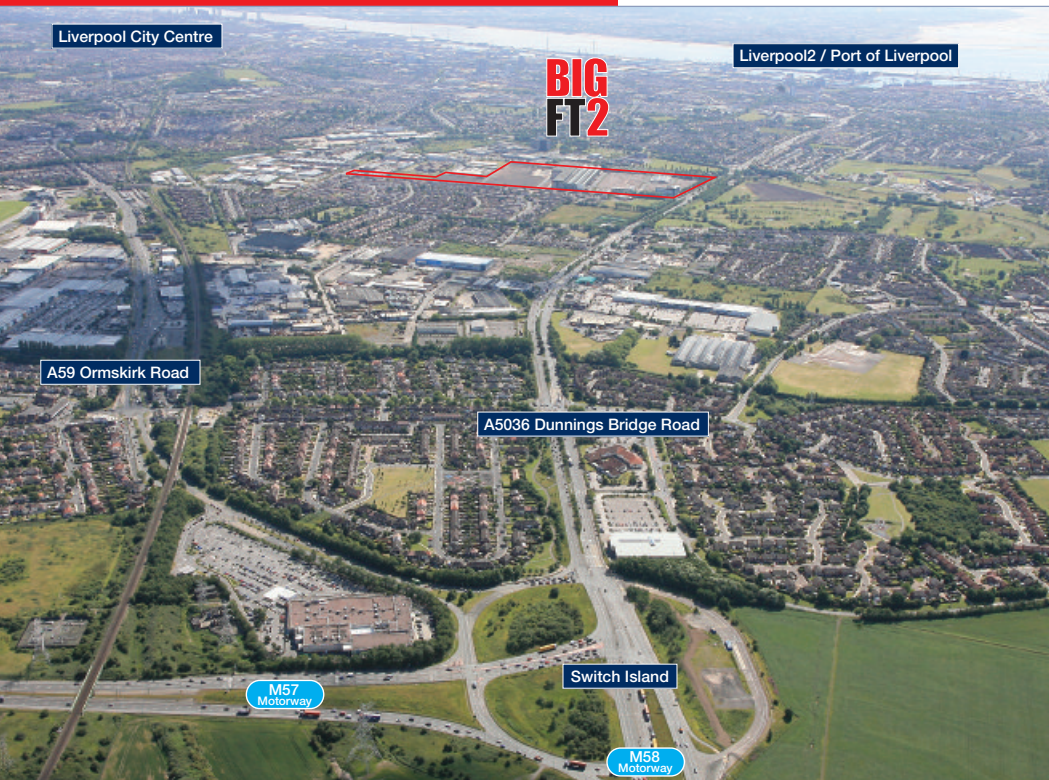 Liverpool City Centre
Liverpool2 / Port of Liverpool
BIG
FT2
A59 Ormskirk Road
A5036 Dunnings Bridge Road
Switch Island
M57
Motorway
M58
Motorway